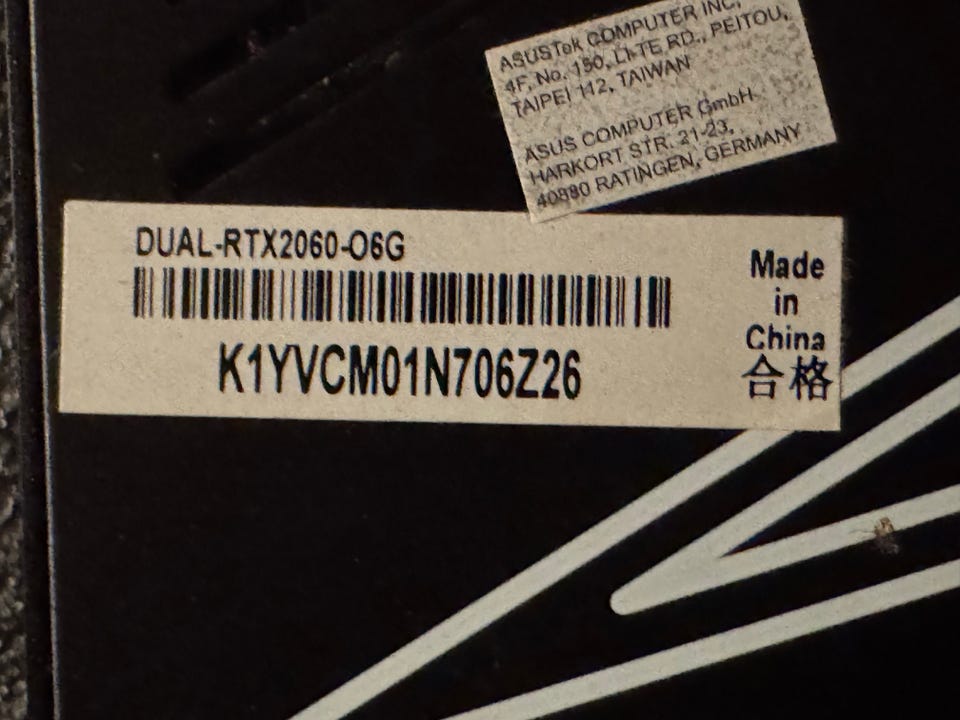 ASUSTek COMPUTER INC,
4F, No. 150, LI-TE RD., PEITOU,
TAIPEI 112, TAIWAN
ASUS COMPUTER GmbH
HARKORT STR. 21-23,
40880 RATINGEN, GERMANY
DUAL-RTX2060-O6G
K1YVCM01N706Z26
Made
in
China
合格